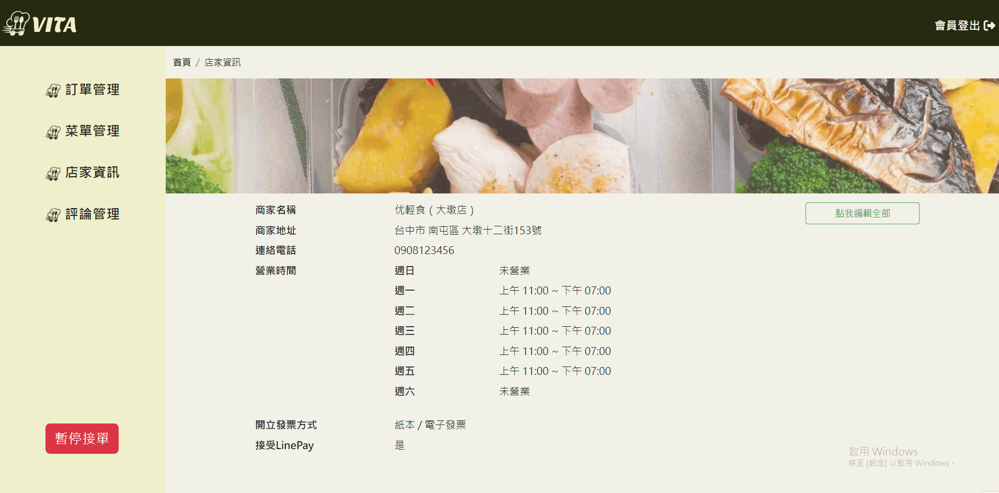 VITA
會員登出
首頁 / 店家資訊
訂單管理
菜單管理
店家資訊
評論管理
暫停接單
商家名稱 优輕食 ( 大墩店 )
點我編輯全部
商家地址 台中市 南屯區 大墩十二街153號
連絡電話 0908123456
營業時間 週日 未營業
週一 上午 11:00 ~ 下午 07:00
週二 上午 11:00 ~ 下午 07:00
週三 上午 11:00 ~ 下午 07:00
週四 上午 11:00 ~ 下午 07:00
週五 上午 11:00 ~ 下午 07:00
週六 未營業
開立發票方式 紙本 / 電子發票
接受LinePay 是
啟用 Windows
移至 [設定] 以啟用 Windows。